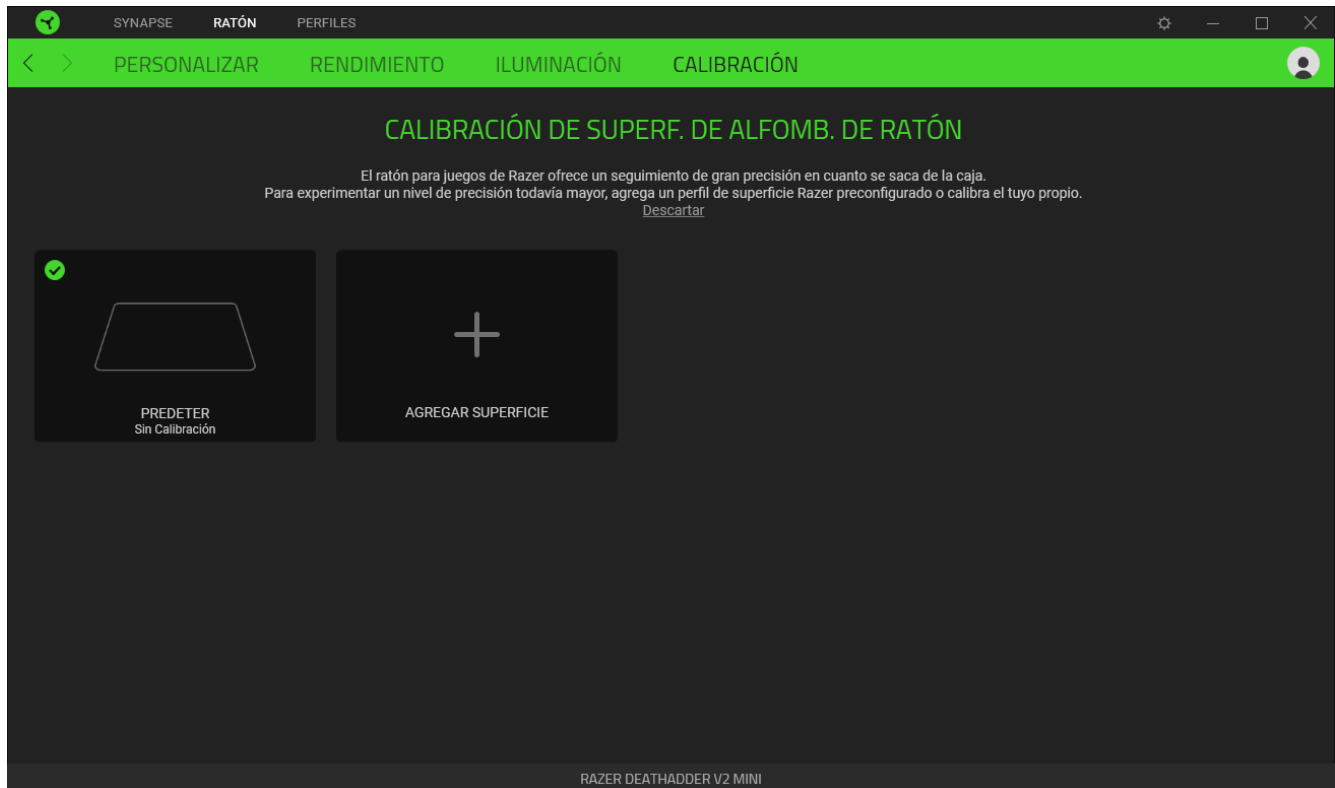 SYNAPSE RATÓN PERFILES
PERSONALIZAR RENDIMIENTO ILUMINACIÓN CALIBRACIÓN
CALIBRACIÓN DE SUPERF. DE ALFOMB. DE RATÓN
El ratón para juegos de Razer ofrece un seguimiento de gran precisión en cuanto se saca de la caja.
Para experimentar un nivel de precisión todavía mayor, agrega un perfil de superficie Razer preconfigurado o calibra el tuyo propio.
Descartar
PREDETER
Sin Calibración
AGREGAR SUPERFICIE
RAZER DEATHADDER V2 MINI